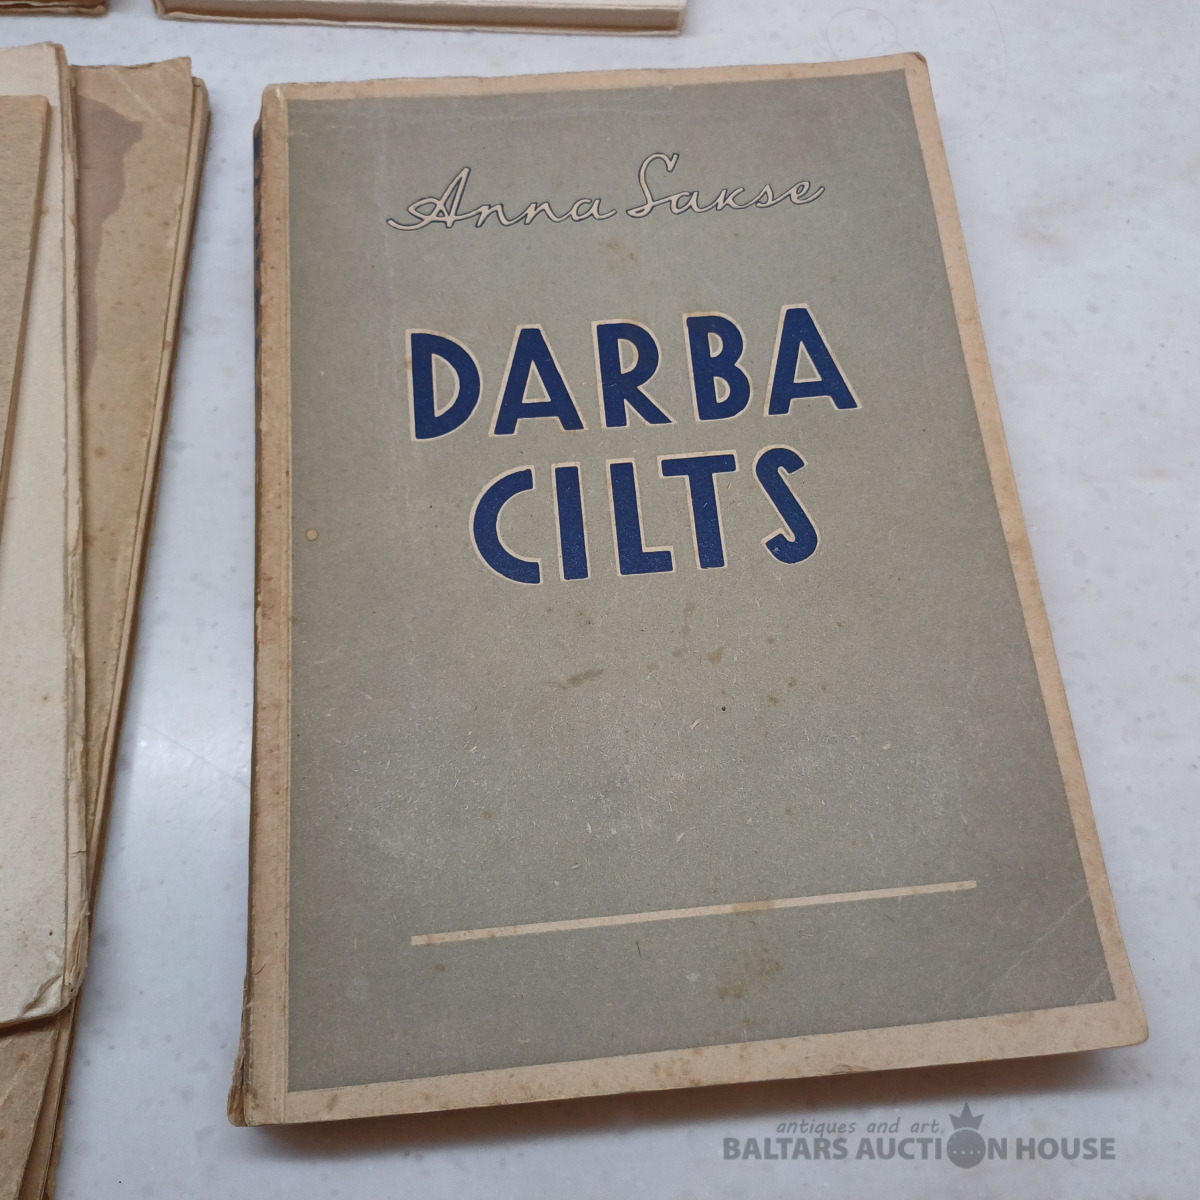 Anna Sakse
DARBA
CILTS
antiques and art
BALTARS AUCTION HOUSE